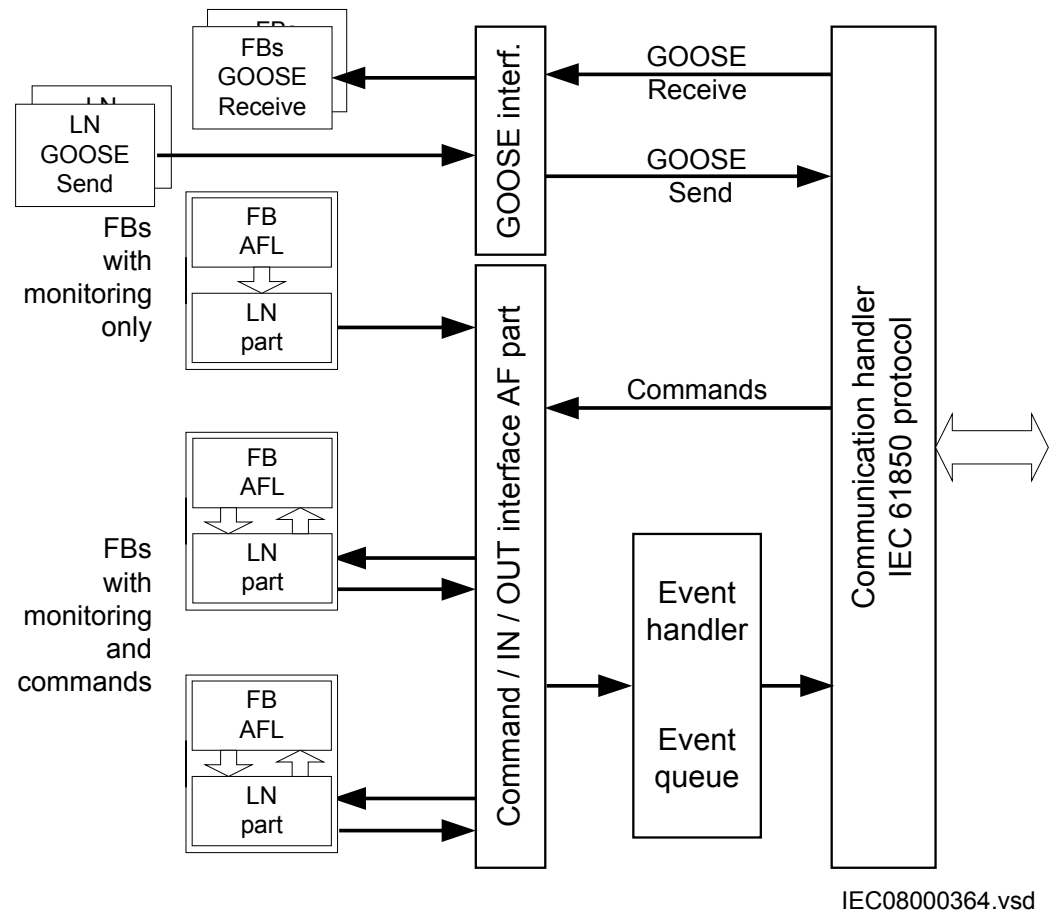 FBs
FBs
GOOSE
Receive
LN
LN
GOOSE
Send
GOOSE interf.
GOOSE
Receive
GOOSE
Send
FBs
with
monitoring
only
FB
AFL
LN
part
Command / IN / OUT interface AF part
Commands
Communication handler
IEC 61850 protocol
FBs
with
monitoring
and
commands
FB
AFL
LN
part
Event
handler
Event
queue
FB
AFL
LN
part
IEC08000364.vsd